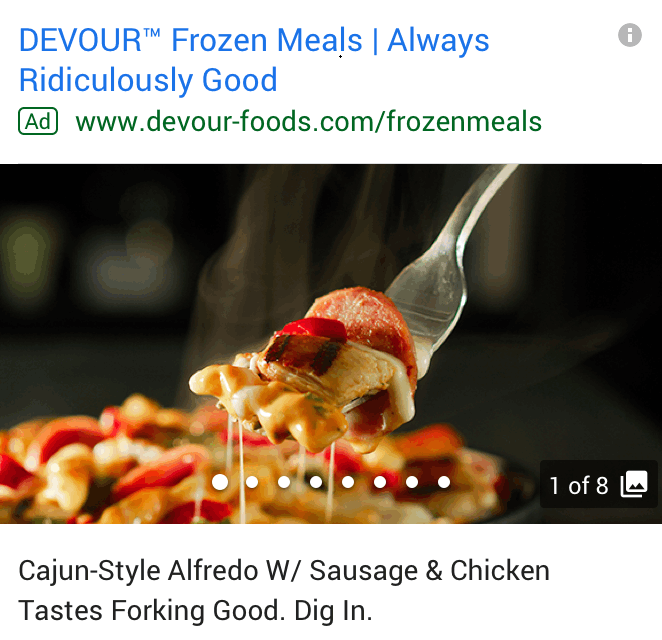 DEVOUR™ Frozen Meals | Always
Ridiculously Good
Ad www.devour-foods.com/frozenmeals
1 of 8
Cajun-Style Alfredo W/ Sausage & Chicken
Tastes Forking Good. Dig In.